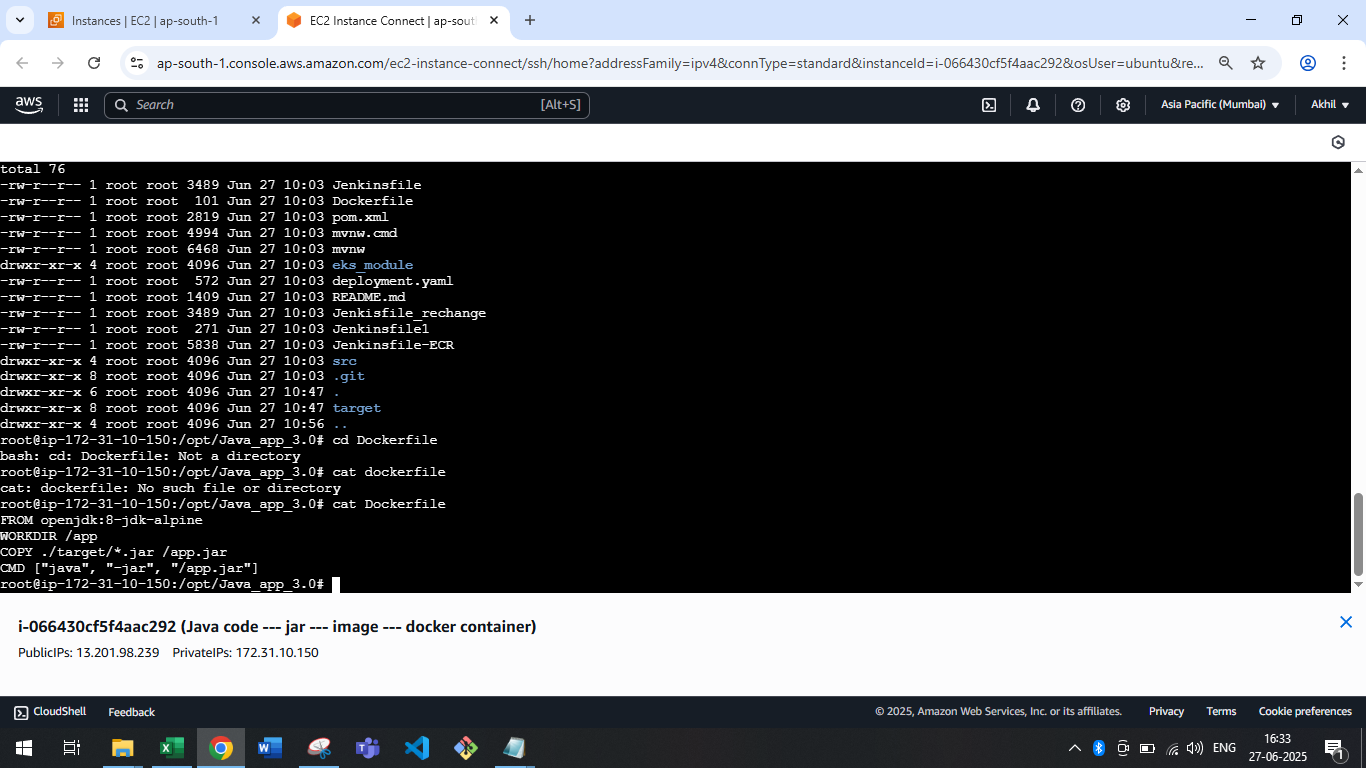 Instances | EC2 | ap-south-1
EC2 Instance Connect | ap-sout
ap-south-1.console.aws.amazon.com/ec2-instance-connect/ssh/home?addressFamily=ipv4&connType=standard&instanceId=i-066430cf5f4aac292&osUser=ubuntu&re...
aws
Search
[Alt+S]
Asia Pacific (Mumbai)
Akhil
total 76
-rw-r--r-- 1 root root 3489 Jun 27 10:03 Jenkinsfile
-rw-r--r-- 1 root root  101 Jun 27 10:03 Dockerfile
-rw-r--r-- 1 root root 2819 Jun 27 10:03 pom.xml
-rw-r--r-- 1 root root 4994 Jun 27 10:03 mvnw.cmd
-rw-r--r-- 1 root root 6468 Jun 27 10:03 mvnw
drwxr-xr-x 4 root root 4096 Jun 27 10:03 eks_module
-rw-r--r-- 1 root root  572 Jun 27 10:03 deployment.yaml
-rw-r--r-- 1 root root 1409 Jun 27 10:03 README.md
-rw-r--r-- 1 root root 3489 Jun 27 10:03 Jenkisfile_rechange
-rw-r--r-- 1 root root  271 Jun 27 10:03 Jenkinsfile1
-rw-r--r-- 1 root root 5838 Jun 27 10:03 Jenkinsfile-ECR
drwxr-xr-x 4 root root 4096 Jun 27 10:03 src
drwxr-xr-x 8 root root 4096 Jun 27 10:03 .git
drwxr-xr-x 6 root root 4096 Jun 27 10:47 .
drwxr-xr-x 8 root root 4096 Jun 27 10:47 target
drwxr-xr-x 4 root root 4096 Jun 27 10:56 ..
root@ip-172-31-10-150:/opt/Java_app_3.0# cd Dockerfile
bash: cd: Dockerfile: Not a directory
root@ip-172-31-10-150:/opt/Java_app_3.0# cat dockerfile
cat: dockerfile: No such file or directory
root@ip-172-31-10-150:/opt/Java_app_3.0# cat Dockerfile
FROM openjdk:8-jdk-alpine
WORKDIR /app
COPY ./target/*.jar /app.jar
CMD ["java", "-jar", "/app.jar"]
root@ip-172-31-10-150:/opt/Java_app_3.0#
i-066430cf5f4aac292 (Java code --- jar --- image --- docker container)
PublicIPs: 13.201.98.239 PrivateIPs: 172.31.10.150
CloudShell
Feedback
© 2025, Amazon Web Services, Inc. or its affiliates.
Privacy
Terms
Cookie preferences
ENG
16:33
27-06-2025
1